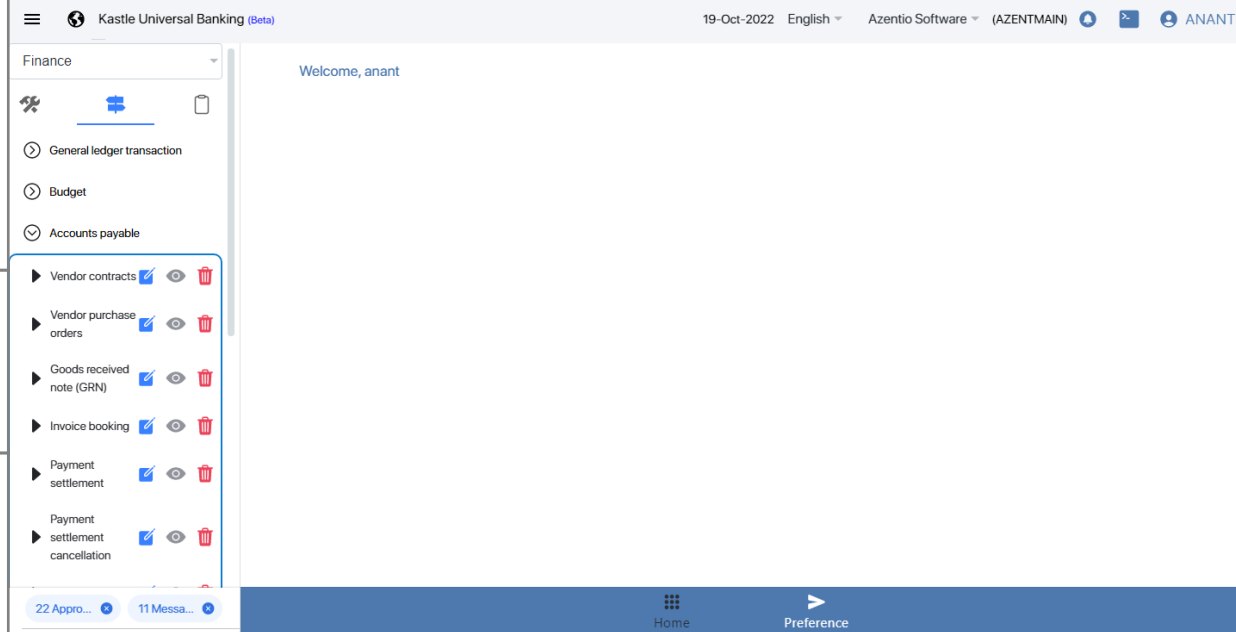 Kastle Universal Banking (Beta)
19-Oct-2022 English Azentio Software (AZENTMAIN) ANANT
Finance
Welcome, anant
General ledger transaction
Budget
Accounts payable
Vendor contracts
Vendor purchase
orders
Goods received
note (GRN)
Invoice booking
Payment
settlement
Payment
settlement
cancellation
22 Appro... 11 Messa...
Home
Preference